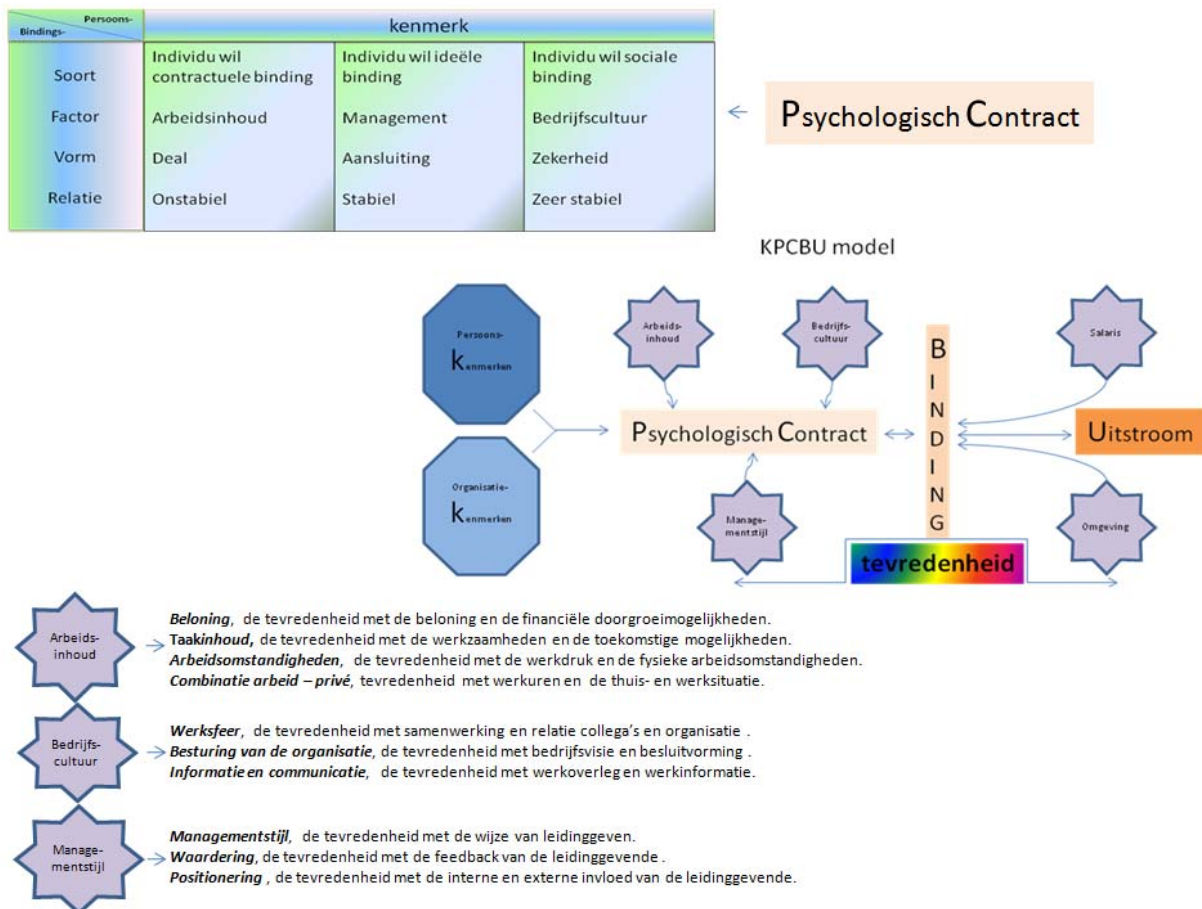 Persoons-
Bindings-
kenmerk
Soort
Individu wil contractuele binding
Individu wil ideële binding
Individu wil sociale binding
Factor
Arbeidsinhoud
Management
Bedrijfscultuur
Vorm
Deal
Aansluiting
Zekerheid
Relatie
Onstabiel
Stabiel
Zeer stabiel
Psychologisch Contract
KPCBU model
Persoons-
kenmerken
Organisatie-
kenmerken
Arbeids-
inhoud
Bedrijfs-
cultuur
Psychologisch Contract
Manage-
mentstijl
BINDING
Salaris
Uitstroom
Omgeving
tevredenheid
Arbeids-
inhoud
Beloning, de tevredenheid met de beloning en de financiële doorgroeimogelijkheden.
Taakinhoud, de tevredenheid met de werkzaamheden en de toekomstige mogelijkheden.
Arbeidsomstandigheden, de tevredenheid met de werkdruk en de fysieke arbeidsomstandigheden.
Combinatie arbeid – privé, tevredenheid met werkuren en de thuis- en werksituatie.
Bedrijfs-
cultuur
Werksfeer, de tevredenheid met samenwerking en relatie collega's en organisatie .
Besturing van de organisatie, de tevredenheid met bedrijfsvisie en besluitvorming .
Informatie en communicatie, de tevredenheid met werkoverleg en werkinformatie.
Manage-
mentstijl
Managementstijl, de tevredenheid met de wijze van leidinggeven.
Waardering, de tevredenheid met de feedback van de leidinggevende .
Positionering , de tevredenheid met de interne en externe invloed van de leidinggevende.